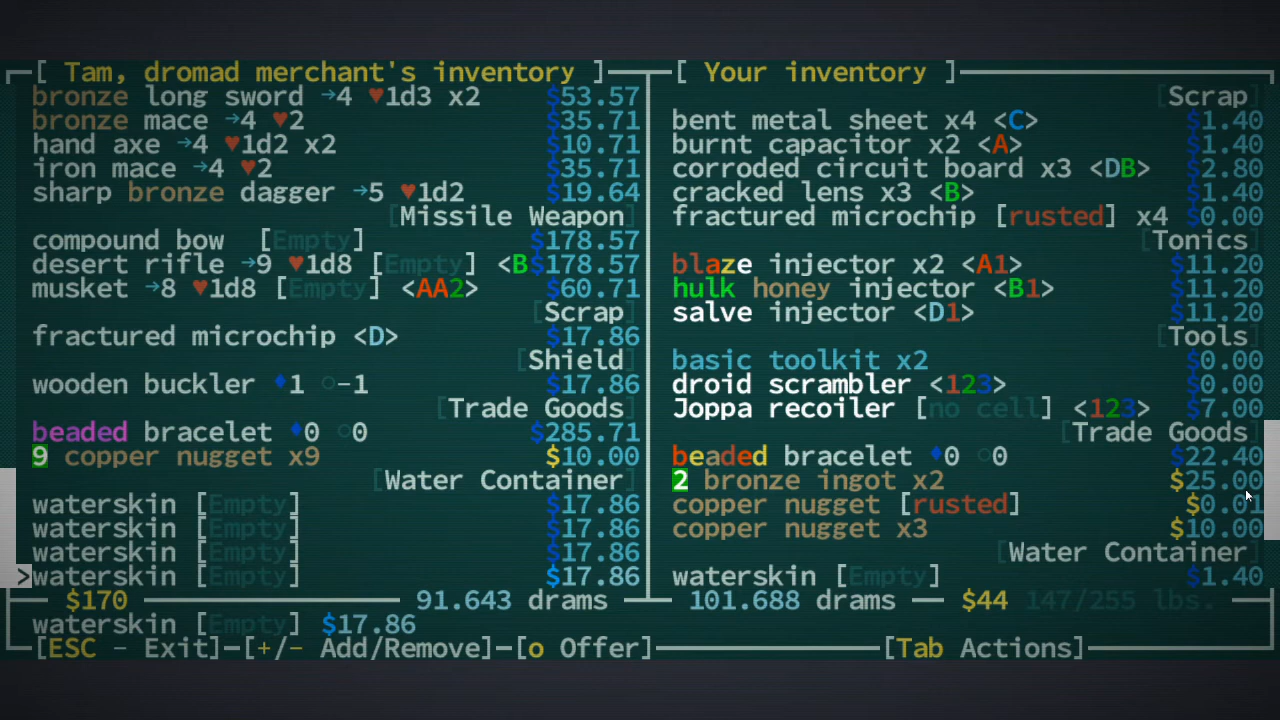 [ Tam, dromad merchant's inventory ]
bronze long sword →4 ♥1d3 x2 $53.57
bronze mace →4 ♥2 $35.71
hand axe →4 ♥1d2 x2 $10.71
iron mace →4 ♥2 $35.71
sharp bronze dagger →5 ♥1d2 $19.64
[Missile Weapon]
compound bow [Empty] $178.57
desert rifle →9 ♥1d8 [Empty] <B$178.57
musket →8 ♥1d8 [Empty] <AA2> $60.71
[Scrap]
fractured microchip <D> $17.86
[Shield]
wooden buckler ♦1 ○-1 $17.86
[Trade Goods]
beaded bracelet ♦0 ○0 $285.71
9 copper nugget x9 $10.00
[Water Container]
waterskin [Empty] $17.86
waterskin [Empty] $17.86
waterskin [Empty] $17.86
>waterskin [Empty] $17.86
$170 91.643 drams
[ Your inventory ]
[Scrap]
bent metal sheet x4 <C> $1.40
burnt capacitor x2 <A> $1.40
corroded circuit board x3 <DB> $2.80
cracked lens x3 <B> $1.40
fractured microchip [rusted] x4 $0.00
[Tonics]
blaze injector x2 <A1> $11.20
hulk honey injector <B1> $11.20
salve injector <D1> $11.20
[Tools]
basic toolkit x2 $0.00
droid scrambler <123> $0.00
Joppa recoiler [no cell] <123> $7.00
[Trade Goods]
beaded bracelet ♦0 ○0 $22.40
2 bronze ingot x2 $25.00
copper nugget [rusted] $0.01
copper nugget x3 $10.00
[Water Container]
waterskin [Empty] $1.40
101.688 drams — $44 147/255 lbs.
waterskin [Empty] $17.86
[ESC - Exit]-[+/- Add/Remove]-[o Offer]
[Tab Actions]